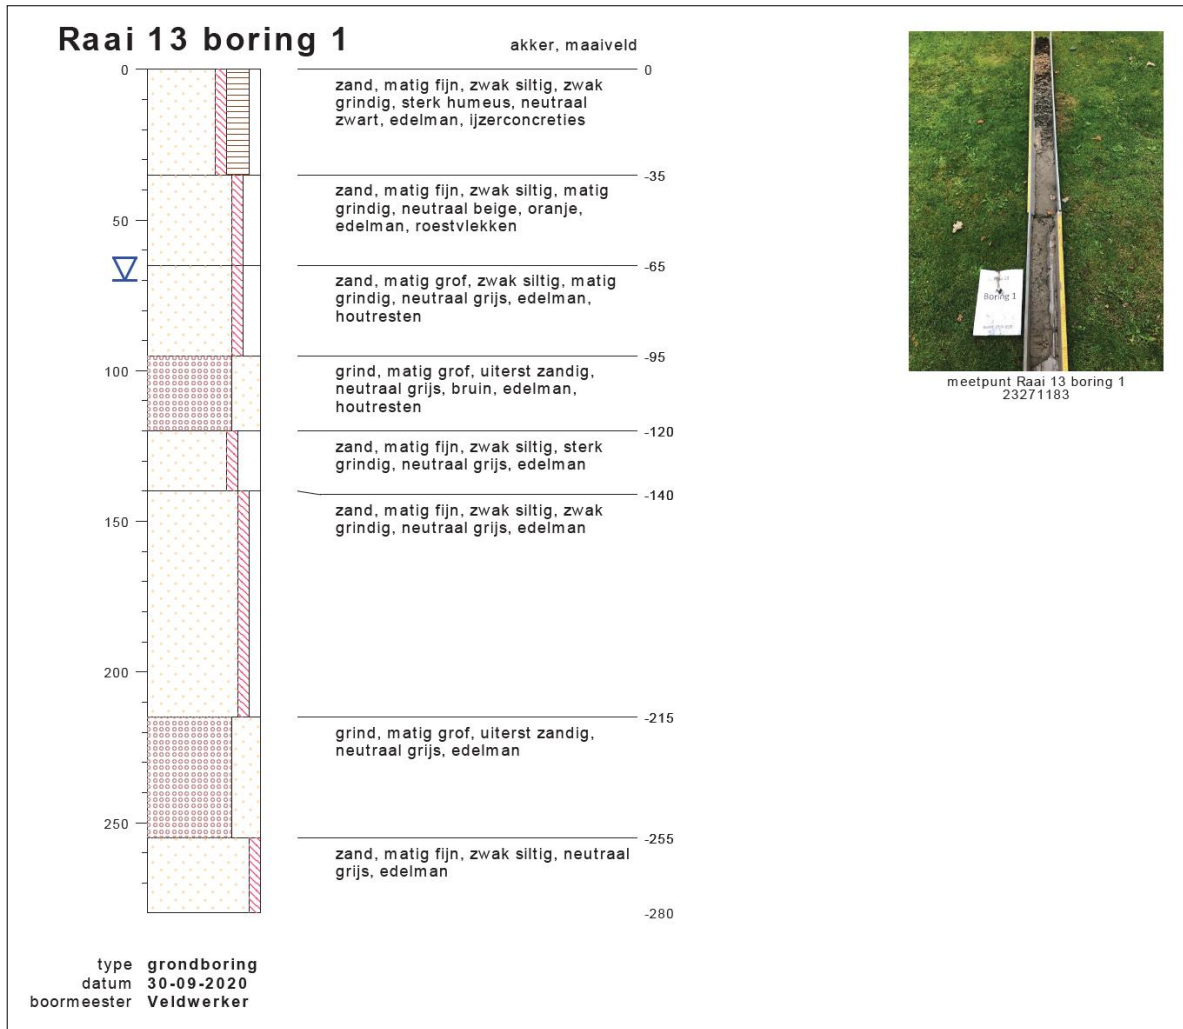 Raai 13 boring 1
akker, maaiveld
0
50
100
150
200
250
0
zand, matig fijn, zwak siltig, zwak
grindig, sterk humeus, neutraal
zwart, edelman, ijzerconcreties
-35
zand, matig fijn, zwak siltig, matig
grindig, neutraal beige, oranje,
edelman, roestvlekken
-65
zand, matig grof, zwak siltig, matig
grindig, neutraal grijs, edelman,
houtresten
-95
grind, matig grof, uiterst zandig,
neutraal grijs, bruin, edelman,
houtresten
-120
zand, matig fijn, zwak siltig, sterk
grindig, neutraal grijs, edelman
-140
zand, matig fijn, zwak siltig, zwak
grindig, neutraal grijs, edelman
-215
grind, matig grof, uiterst zandig,
neutraal grijs, edelman
-255
zand, matig fijn, zwak siltig, neutraal
grijs, edelman
-280
Boring 1
meetpunt Raai 13 boring 1
23271183
type grondboring
datum 30-09-2020
boormeester Veldwerker